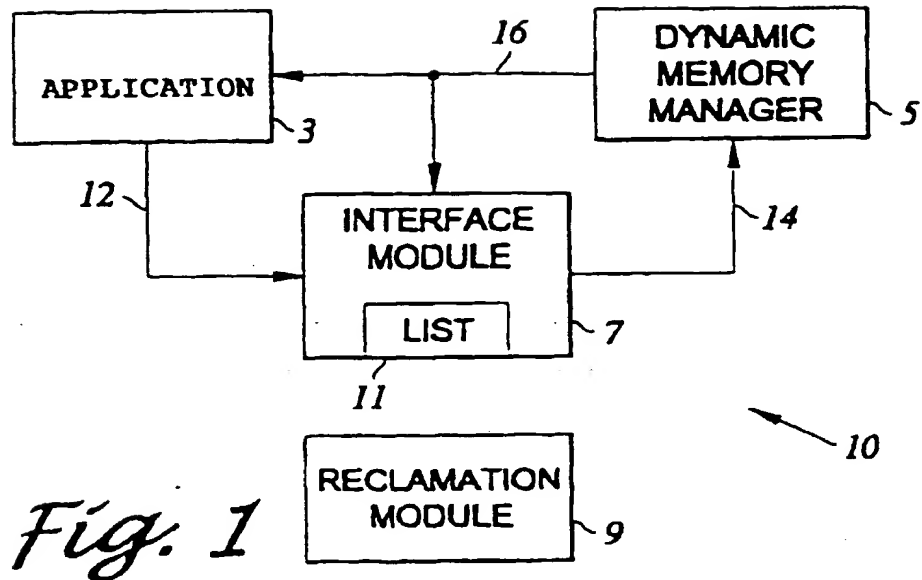 16
DYNAMIC
MEMORY
MANAGER
5
APPLICATION
3
12
14
INTERFACE
MODULE
LIST
7
11
10
RECLAMATION
MODULE
9
Fig. 1